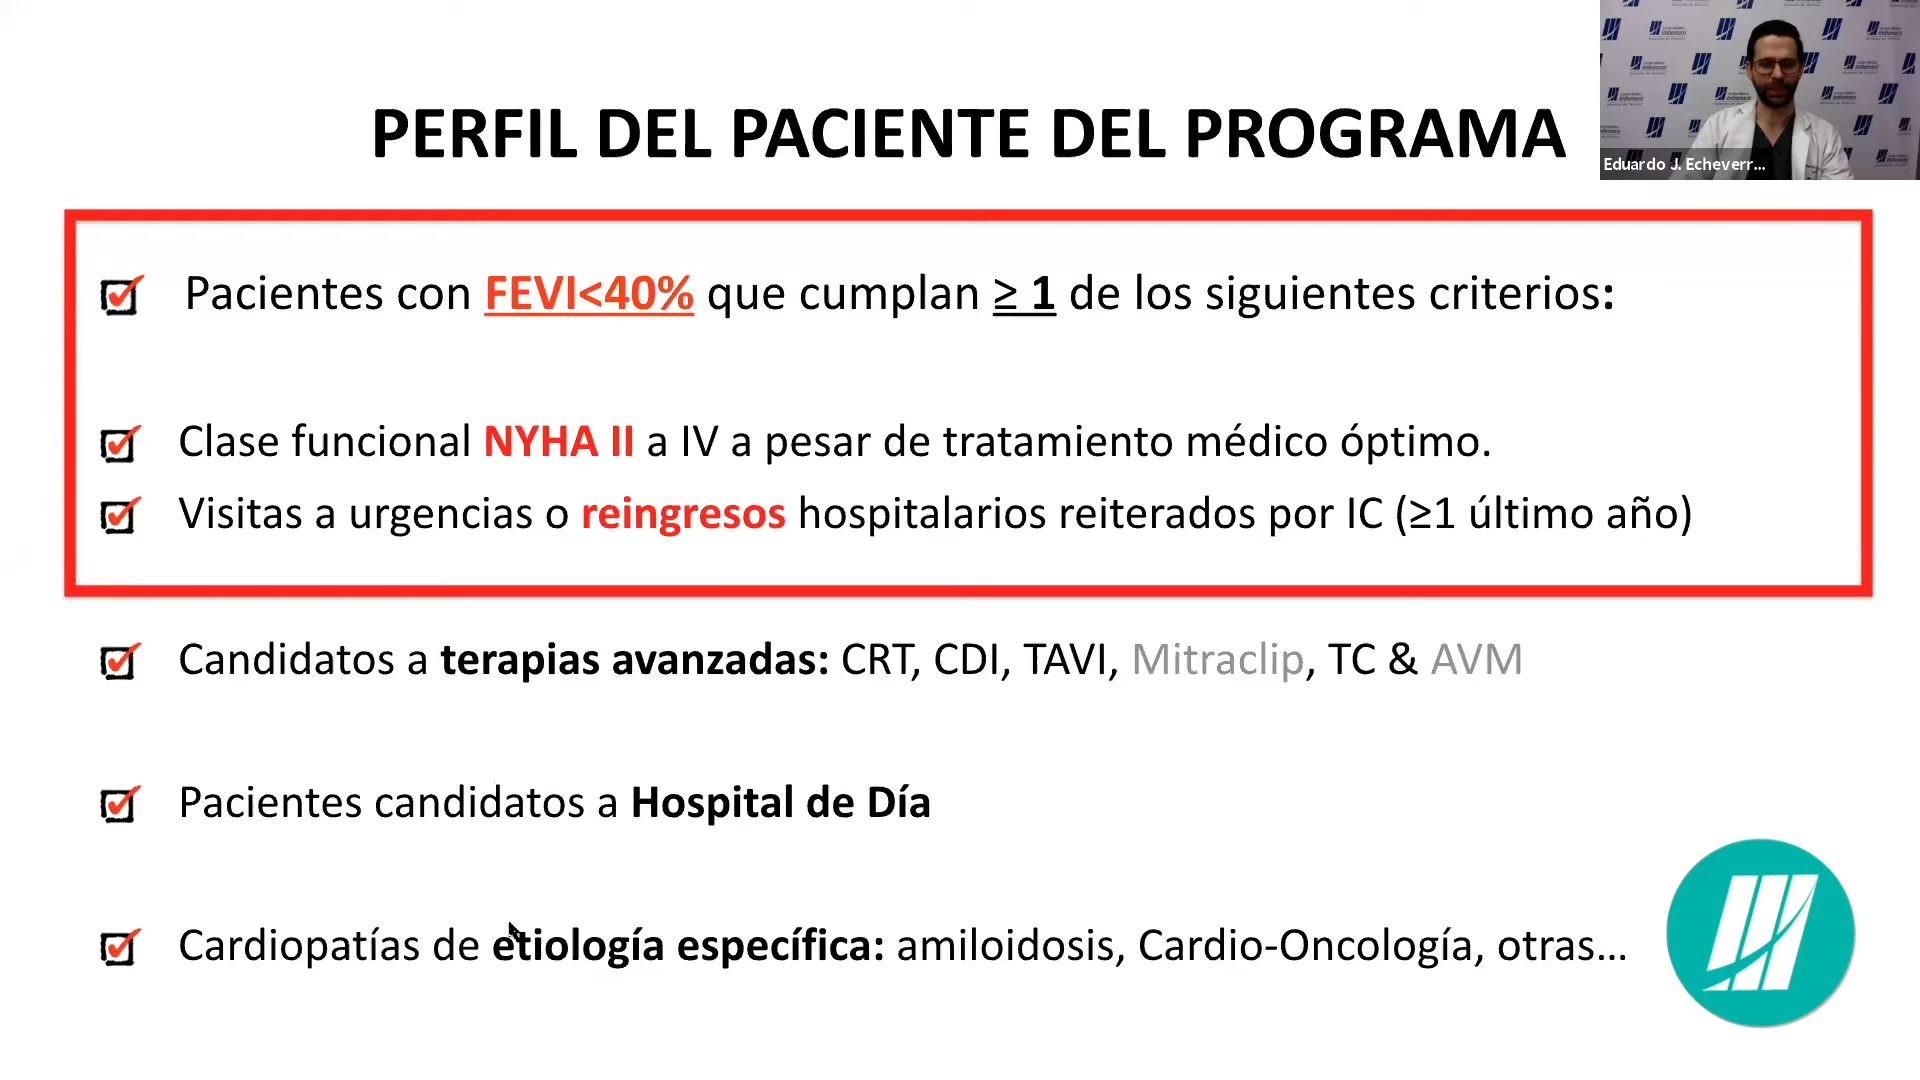 PERFIL DEL PACIENTE DEL PROGRAMA
Eduardo J. Echeverr...
Pacientes con FEVI<40% que cumplan ≥ 1 de los siguientes criterios:
Clase funcional NYHA II a IV a pesar de tratamiento médico óptimo.
Visitas a urgencias o reingresos hospitalarios reiterados por IC (≥1 último año)
Candidatos a terapias avanzadas: CRT, CDI, TAVI, Mitraclip, TC & AVM
Pacientes candidatos a Hospital de Día
Cardiopatías de etiología específica: amiloidosis, Cardio-Oncología, otras...